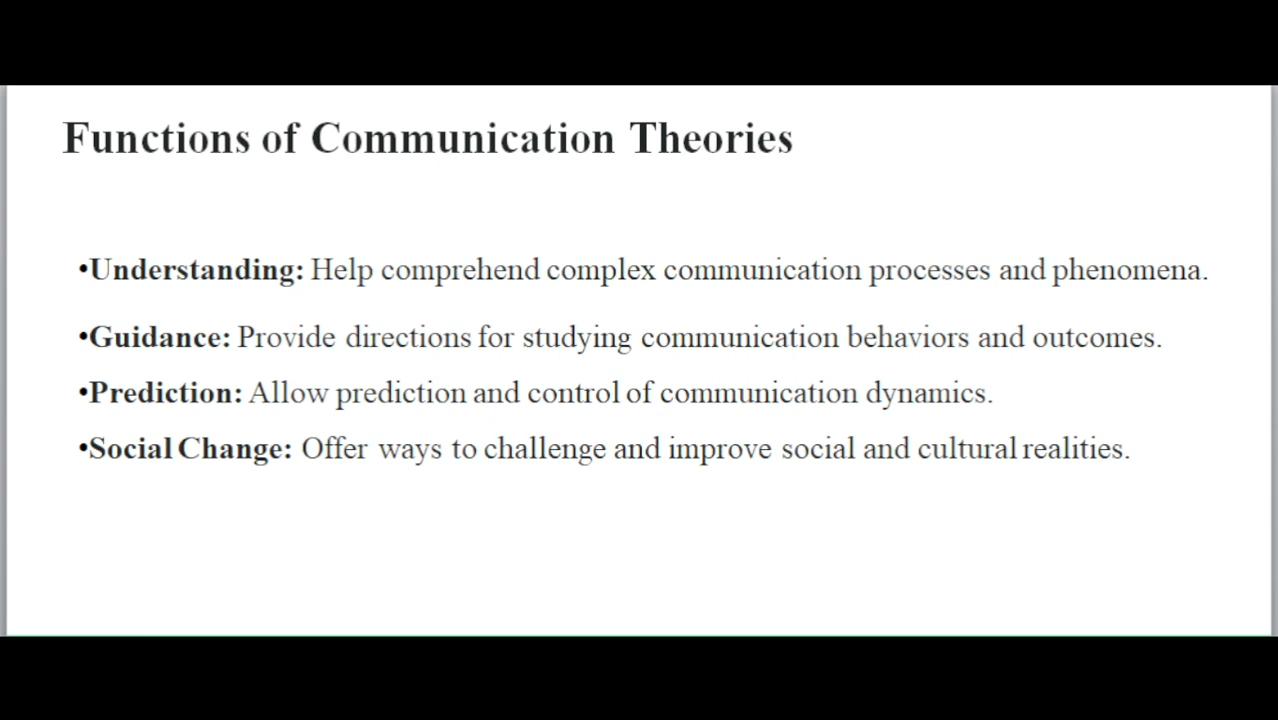 Functions of Communication Theories
•Understanding: Help comprehend complex communication processes and phenomena.
•Guidance: Provide directions for studying communication behaviors and outcomes.
•Prediction: Allow prediction and control of communication dynamics.
•Social Change: Offer ways to challenge and improve social and cultural realities.